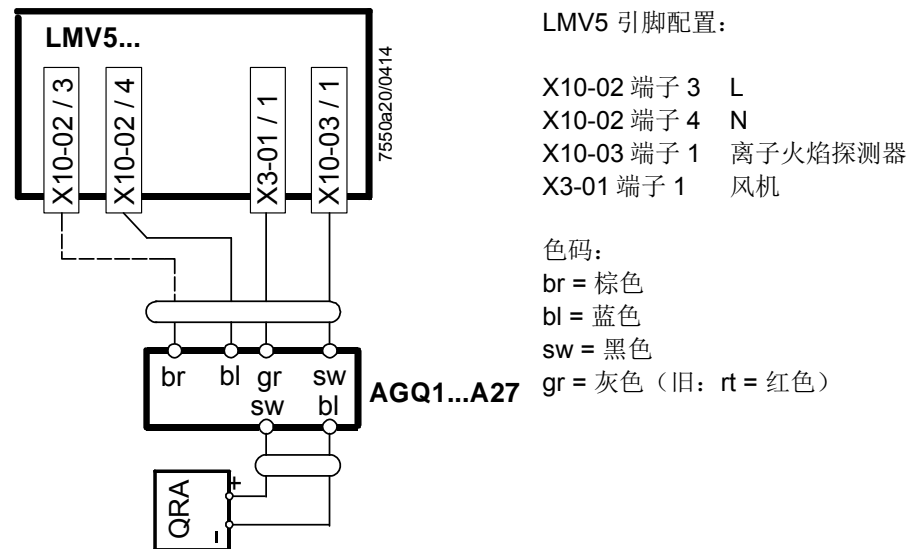 LMV5...
X10-02 / 3
X10-02 / 4
X3-01 / 1
X10-03 / 1
7550a20/0414
br bl gr sw
sw bl
AGQ1...A27
QRA
+
-
LMV5 引脚配置：
X10-02 端子 3 L
X10-02 端子 4 N
X10-03 端子 1 离子火焰探测器
X3-01 端子 1 风机
色码：
br = 棕色
bl = 蓝色
sw = 黑色
gr = 灰色（旧：rt = 红色）